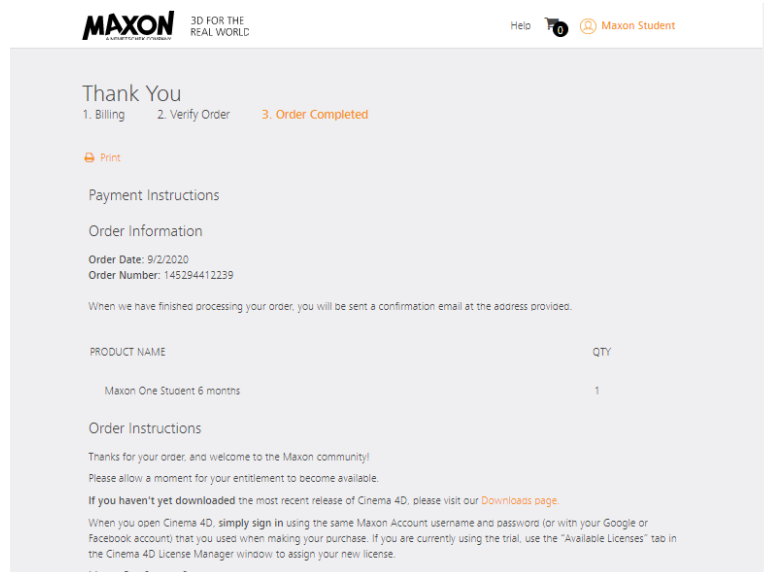 MAXON
A NEMETSCHEK COMPANY
3D FOR THE
REAL WORLD
Help
0
Maxon Student
Thank You
1. Billing 2. Verify Order 3. Order Completed
Print
Payment Instructions
Order Information
Order Date: 9/2/2020
Order Number: 145294412239
When we have finished processing your order, you will be sent a confirmation email at the address provided.
PRODUCT NAME QTY
Maxon One Student 6 months 1
Order Instructions
Thanks for your order, and welcome to the Maxon community!
Please allow a moment for your entitlement to become available.
If you haven't yet downloaded the most recent release of Cinema 4D, please visit our Downloads page.
When you open Cinema 4D, simply sign in using the same Maxon Account username and password (or with your Google or
Facebook account) that you used when making your purchase. If you are currently using the trial, use the "Available Licenses" tab in
the Cinema 4D License Manager window to assign your new license.